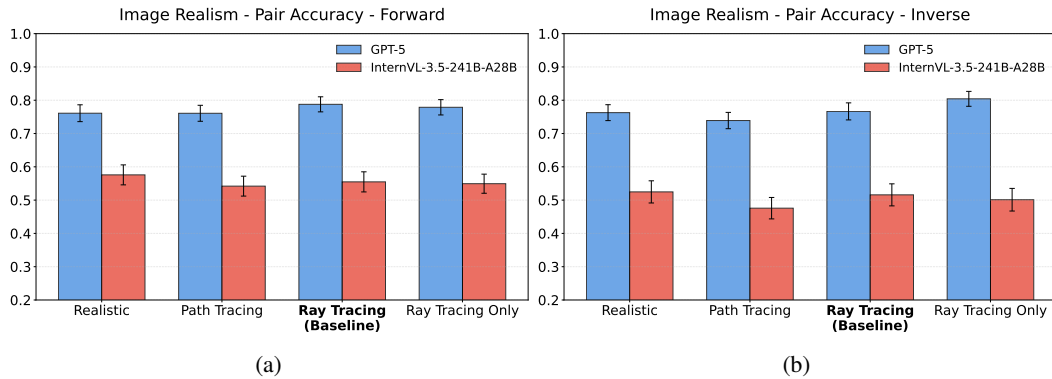 Image Realism - Pair Accuracy - Forward
1.0
0.9
0.8
0.7
0.6
0.5
0.4
0.3
0.2
GPT-5
InternVL-3.5-241B-A28B
Realistic
Path Tracing
Ray Tracing
(Baseline)
Ray Tracing Only
(a)
Image Realism - Pair Accuracy - Inverse
1.0
0.9
0.8
0.7
0.6
0.5
0.4
0.3
0.2
GPT-5
InternVL-3.5-241B-A28B
Realistic
Path Tracing
Ray Tracing
(Baseline)
Ray Tracing Only
(b)